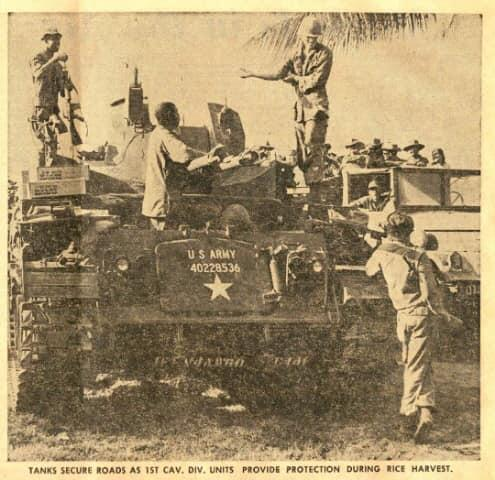 U S ARMY
40228536
TANKS SECURE ROADS AS 1ST CAV. DIV. UNITS PROVIDE PROTECTION DURING RICE HARVEST.